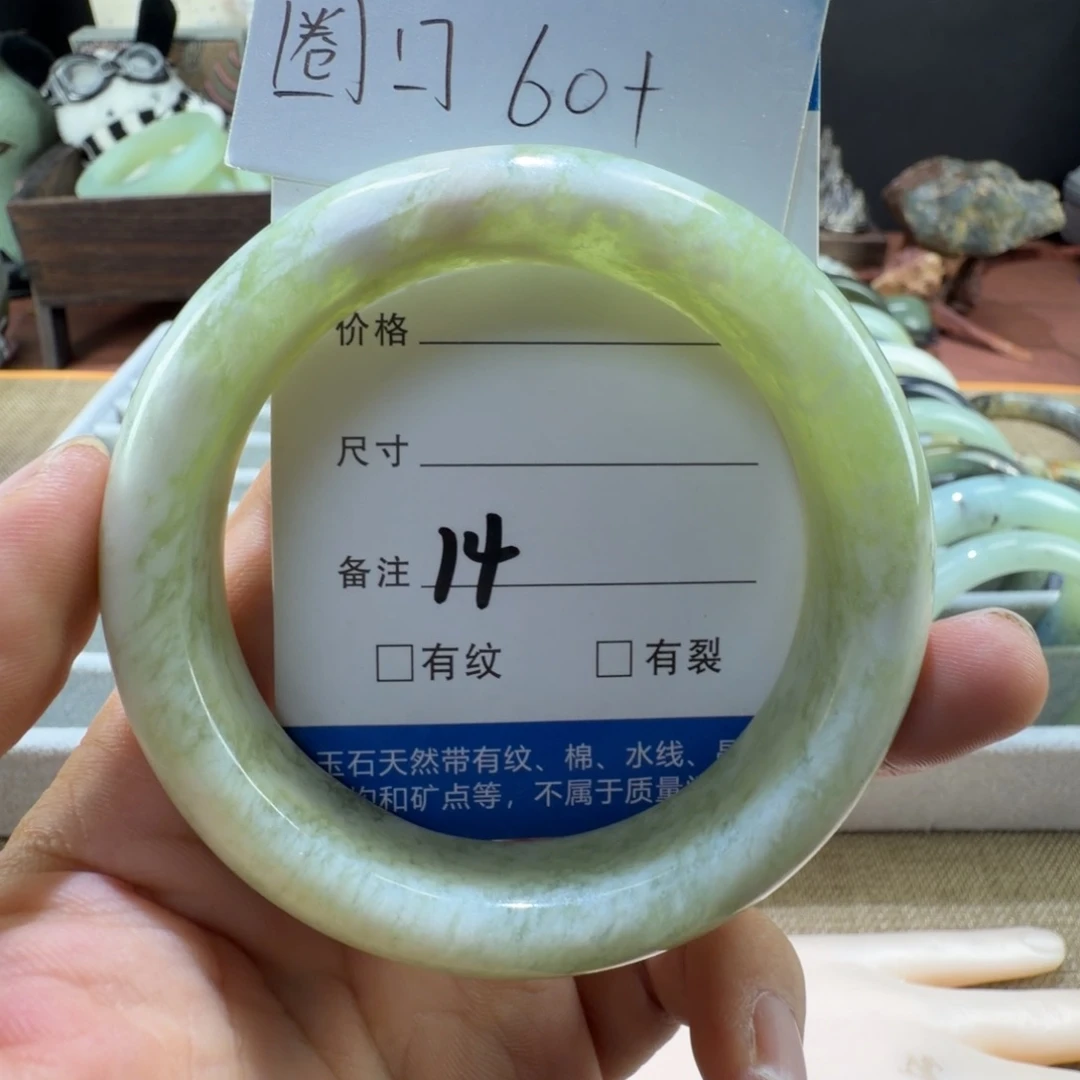 圈口 60+
价格
尺寸
备注 14
□有纹 □有裂
玉石天然带有纹、棉、水线、
和矿点等，不属于质量